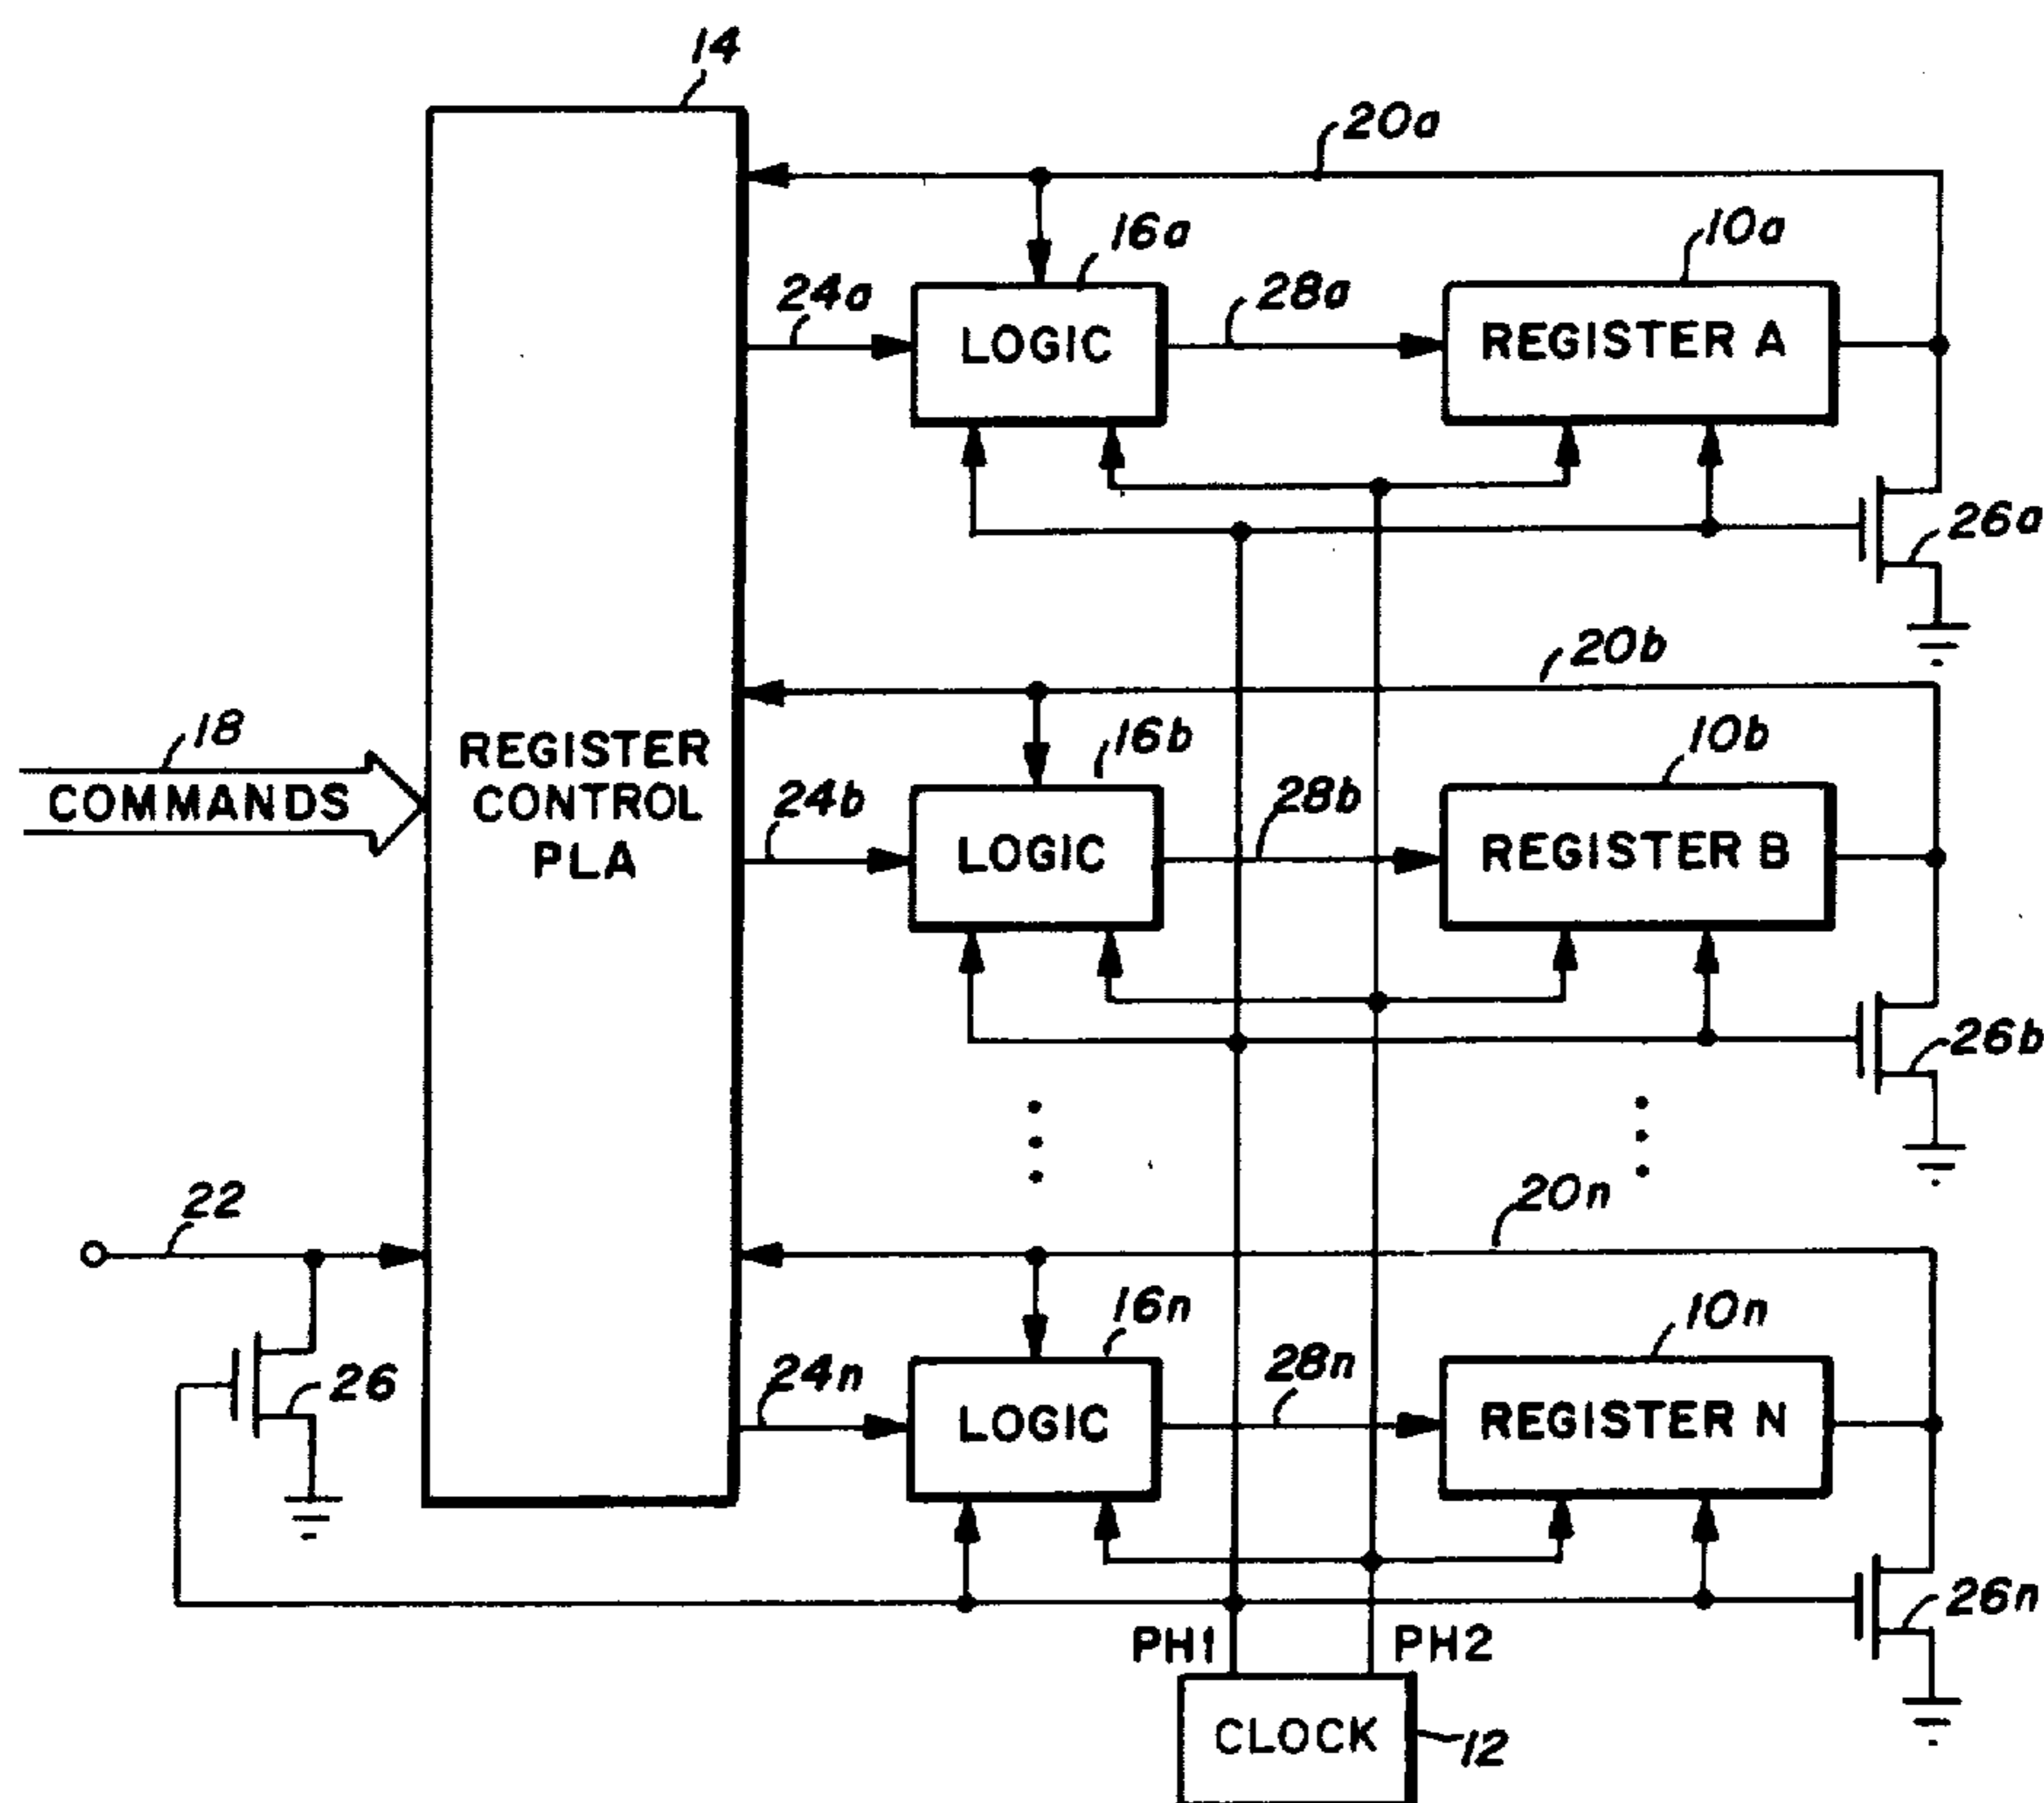 14
20a
16a
10a
24a
28a
LOGIC
REGISTER A
26a
20b
18
COMMANDS
REGISTER
CONTROL
PLA
16b
10b
24b
28b
LOGIC
REGISTER B
26b
22
20n
16n
10n
26
24n
28n
LOGIC
REGISTER N
26n
PH1
PH2
CLOCK
12